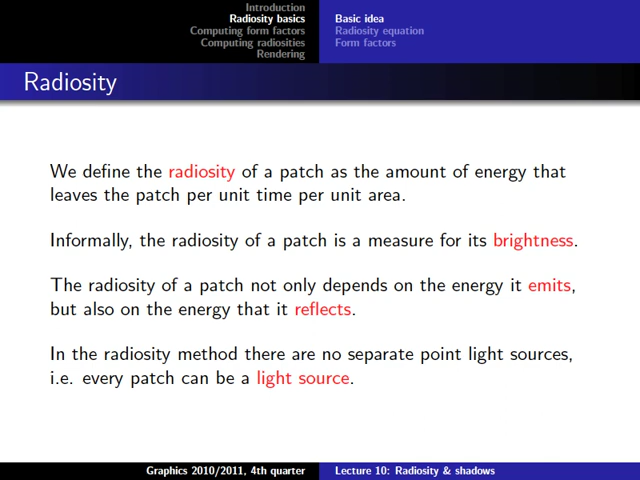 Introduction
Radiosity basics
Computing form factors
Computing radiosities
Rendering
Basic idea
Radiosity equation
Form factors
Radiosity
We define the radiosity of a patch as the amount of energy that
leaves the patch per unit time per unit area.
Informally, the radiosity of a patch is a measure for its brightness.
The radiosity of a patch not only depends on the energy it emits,
but also on the energy that it reflects.
In the radiosity method there are no separate point light sources,
i.e. every patch can be a light source.
Graphics 2010/2011, 4th quarter
Lecture 10: Radiosity & shadows